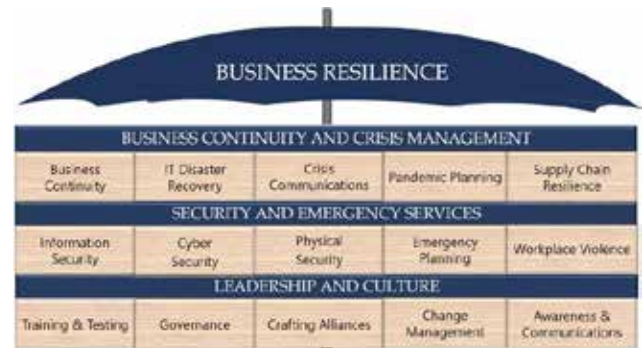 BUSINESS RESILIENCE
BUSINESS CONTINUITY AND CRISIS MANAGEMENT
Business Continuity
IT Disaster Recovery
Crisis Communications
Pandemic Planning
Supply Chain Resilience
SECURITY AND EMERGENCY SERVICES
Information Security
Cyber Security
Physical Security
Emergency Planning
Workplace Violence
LEADERSHIP AND CULTURE
Training & Testing
Governance
Crafting Alliances
Change Management
Awareness & Communications